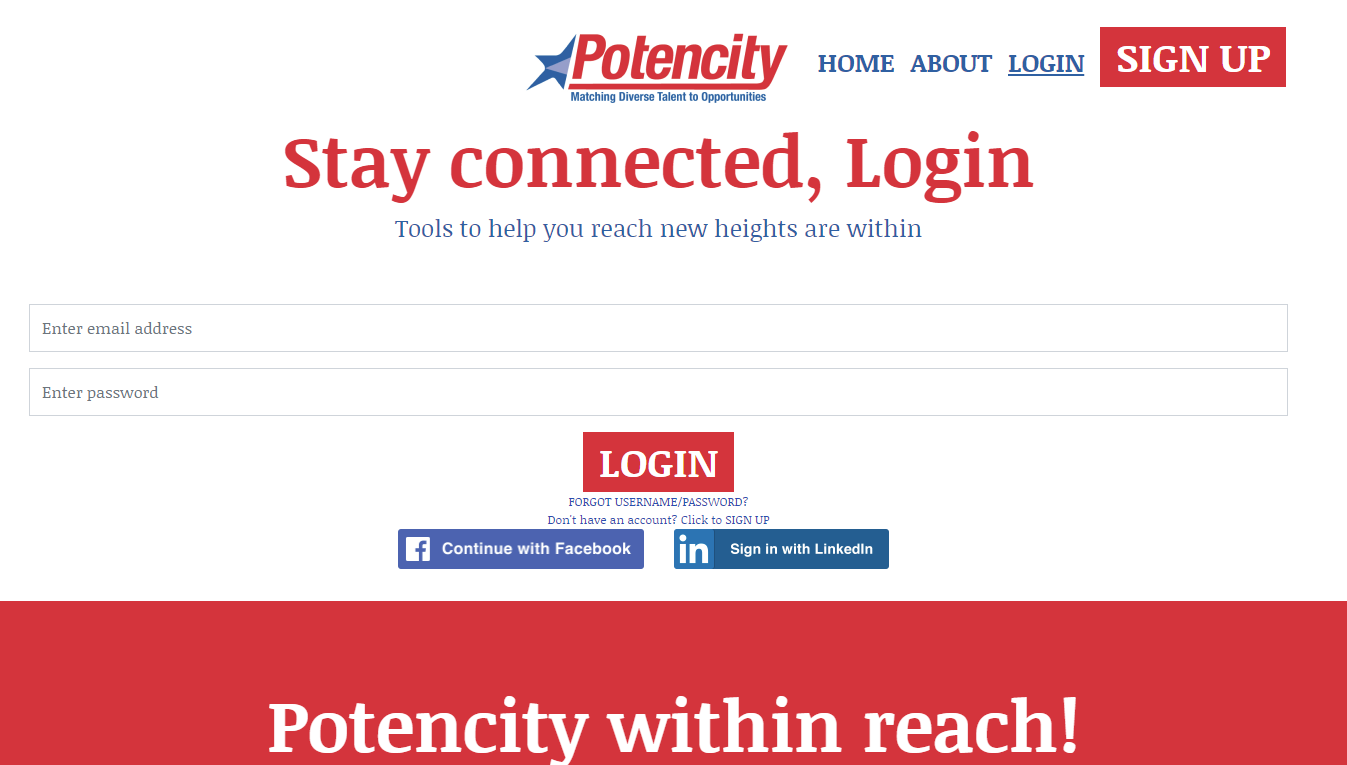 Potencity
Matching Diverse Talent to Opportunities
HOME ABOUT LOGIN SIGN UP
Stay connected, Login
Tools to help you reach new heights are within
Enter email address
Enter password
LOGIN
FORGOT USERNAME/PASSWORD?
Don't have an account? Click to SIGN UP
Continue with Facebook
in Sign in with LinkedIn
Potencity within reach!